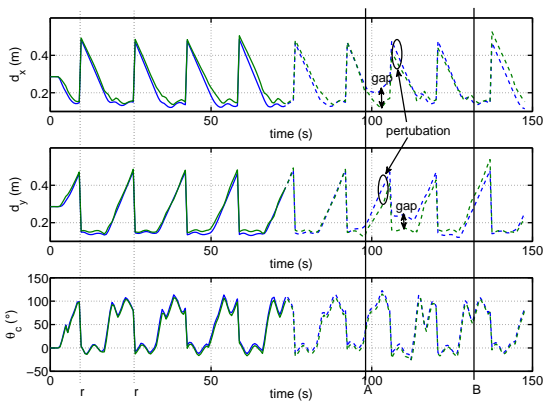 0.4
0.2
d_x (m)
gap
0 50 100 150
time (s)
pertubation
0.4
0.2
d_y (m)
gap
0 50 100 150
time (s)
150
100
50
0
−50
θ_c (°)
0 50 100 150
r r A B
time (s)